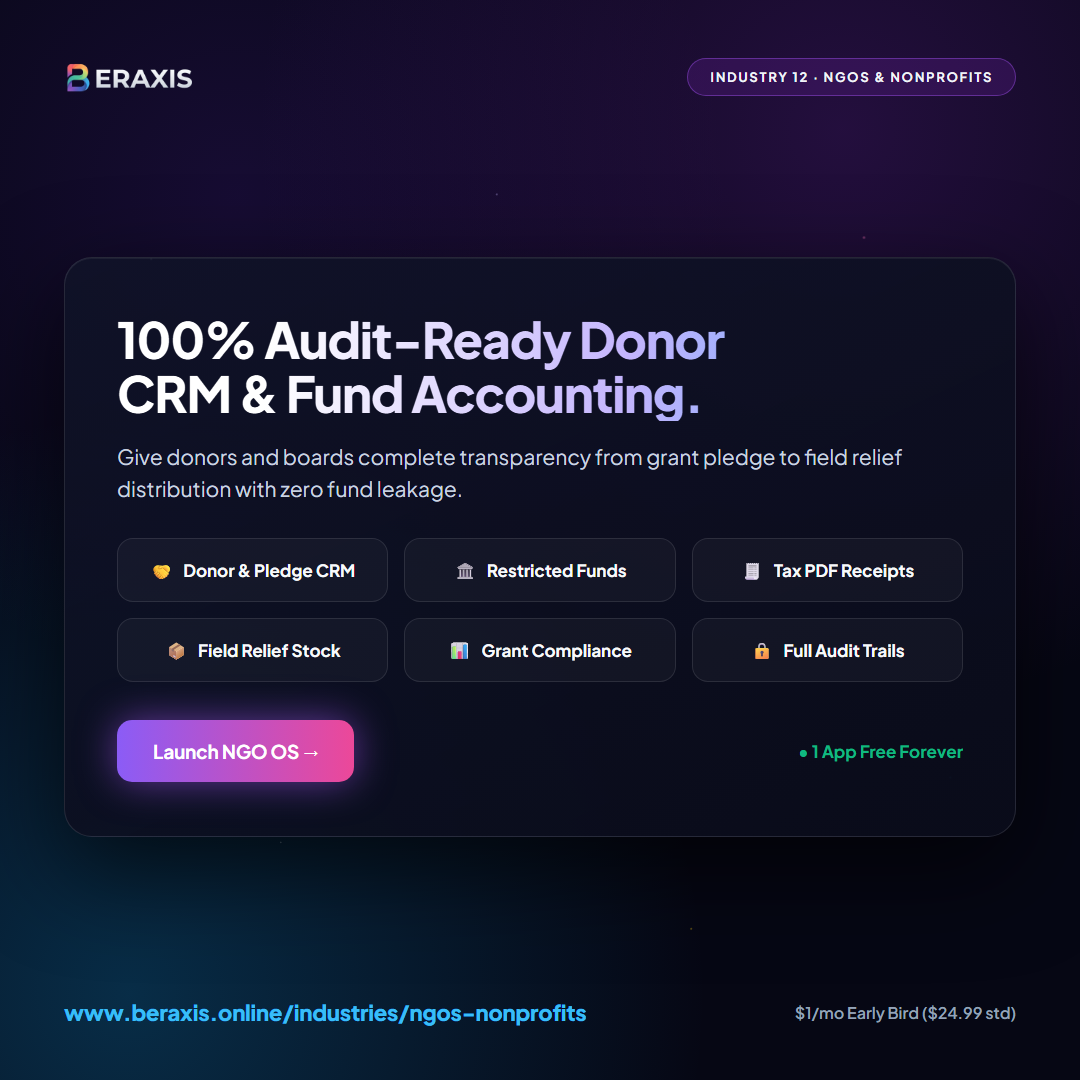 BERAXIS
INDUSTRY 12 · NGOS & NONPROFITS
100% Audit-Ready Donor
CRM & Fund Accounting.
Give donors and boards complete transparency from grant pledge to field relief
distribution with zero fund leakage.
🤝 Donor & Pledge CRM
🏛️ Restricted Funds
🧾 Tax PDF Receipts
📦 Field Relief Stock
📊 Grant Compliance
🔒 Full Audit Trails
Launch NGO OS →
● 1 App Free Forever
www.beraxis.online/industries/ngos-nonprofits
$1/mo Early Bird ($24.99 std)